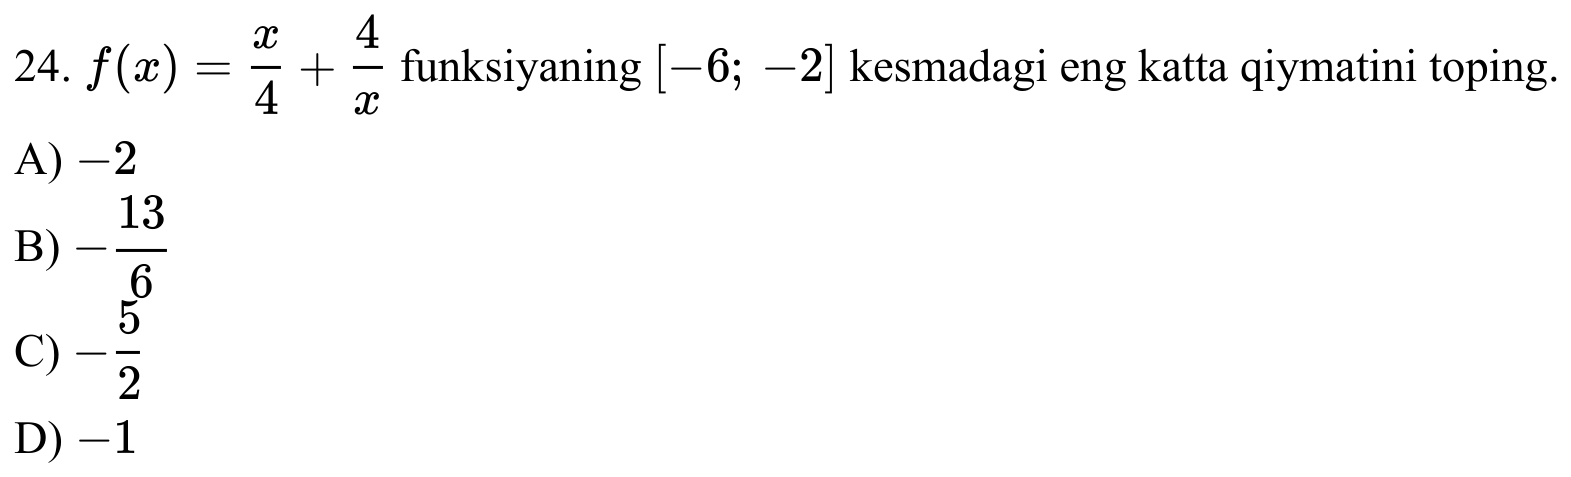 24. f(x) = x/4 + 4/x funksiyaning [−6; −2] kesmadagi eng katta qiymatini toping.
A) −2
B) −13/6
C) −5/2
D) −1